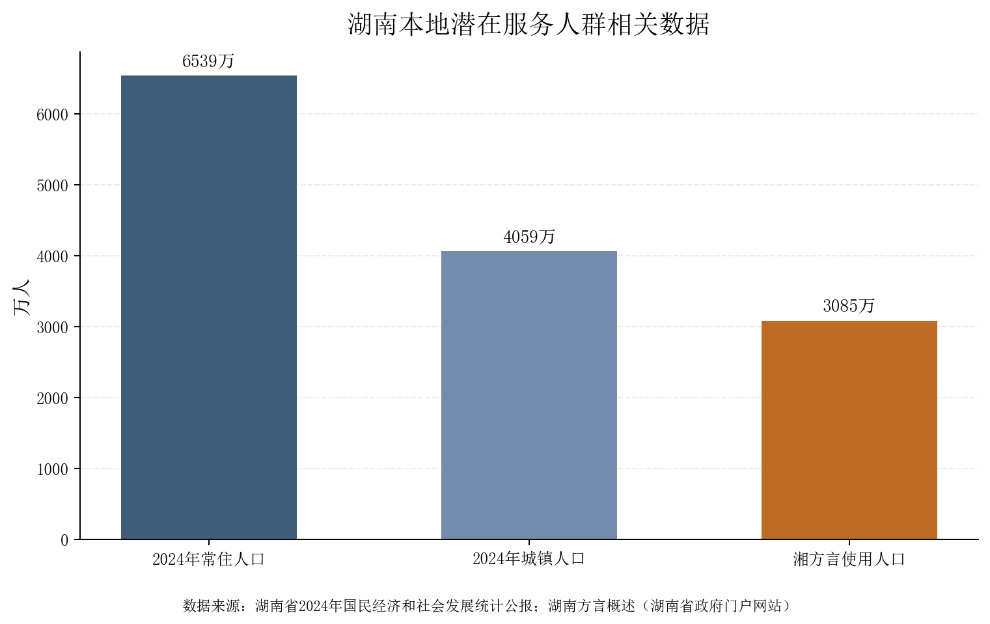 湖南本地潜在服务人群相关数据
万人
6000
5000
4000
3000
2000
1000
0
6539万
4059万
3085万
2024年常住人口
2024年城镇人口
湘方言使用人口
数据来源：湖南省2024年国民经济和社会发展统计公报；湖南方言概述（湖南省政府门户网站）